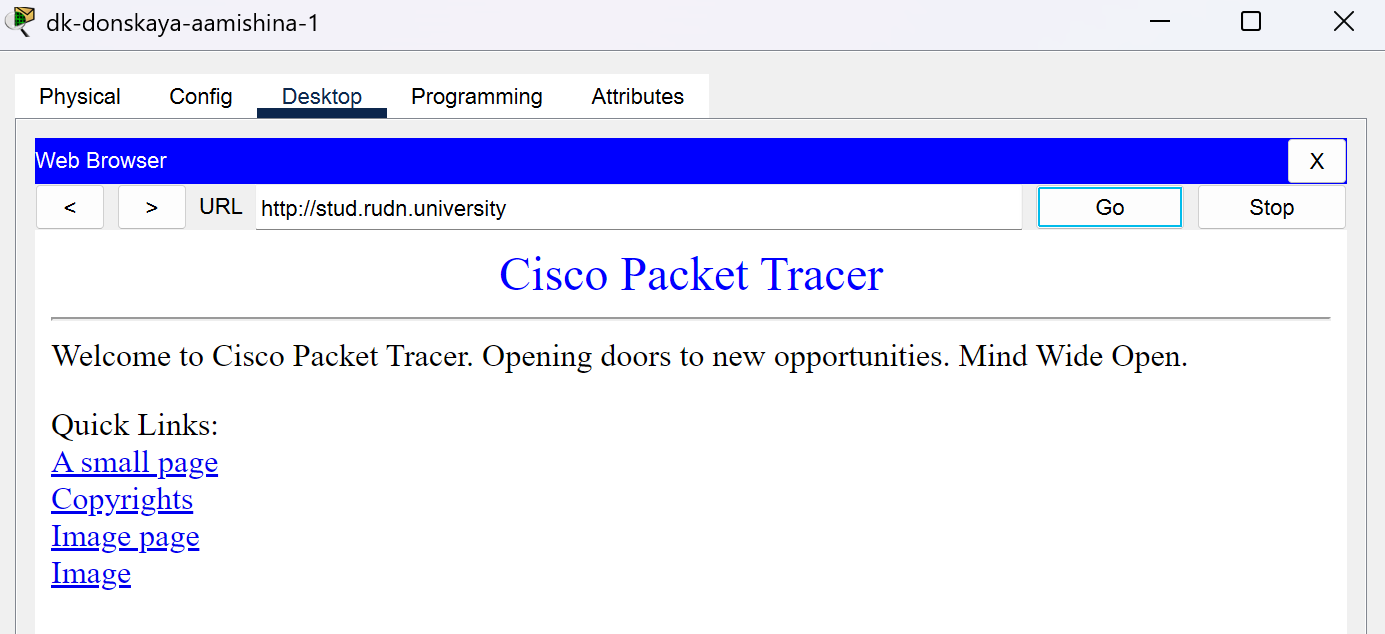 dk-donskaya-aamishina-1
Physical Config Desktop Programming Attributes
Web Browser X
< > URL http://stud.rudn.university Go Stop
Cisco Packet Tracer
Welcome to Cisco Packet Tracer. Opening doors to new opportunities. Mind Wide Open.
Quick Links:
A small page
Copyrights
Image page
Image